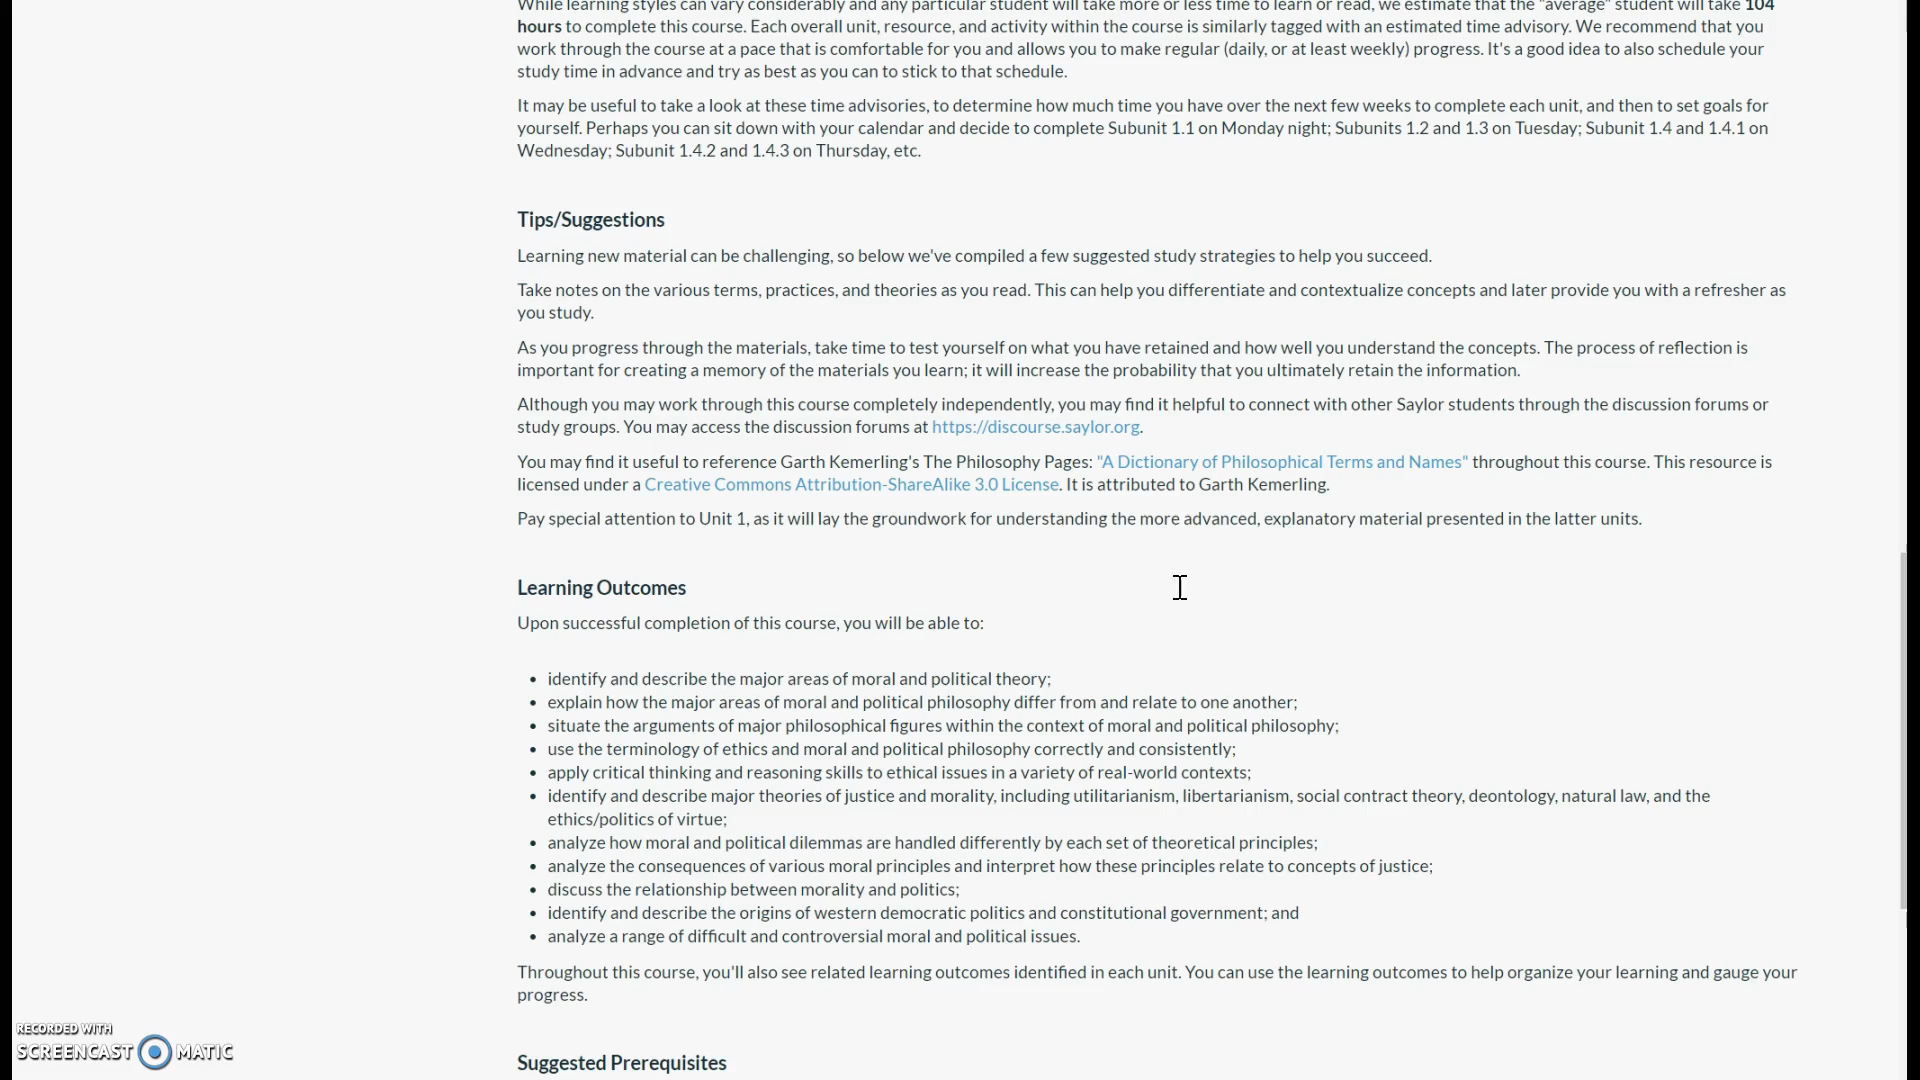 While learning styles can vary considerably and any particular student will take more or less time to learn or read, we estimate that the "average" student will take 104
hours to complete this course. Each overall unit, resource, and activity within the course is similarly tagged with an estimated time advisory. We recommend that you
work through the course at a pace that is comfortable for you and allows you to make regular (daily, or at least weekly) progress. It's a good idea to also schedule your
study time in advance and try as best as you can to stick to that schedule.
It may be useful to take a look at these time advisories, to determine how much time you have over the next few weeks to complete each unit, and then to set goals for
yourself. Perhaps you can sit down with your calendar and decide to complete Subunit 1.1 on Monday night; Subunits 1.2 and 1.3 on Tuesday; Subunit 1.4 and 1.4.1 on
Wednesday; Subunit 1.4.2 and 1.4.3 on Thursday, etc.
Tips/Suggestions
Learning new material can be challenging, so below we've compiled a few suggested study strategies to help you succeed.
Take notes on the various terms, practices, and theories as you read. This can help you differentiate and contextualize concepts and later provide you with a refresher as
you study.
As you progress through the materials, take time to test yourself on what you have retained and how well you understand the concepts. The process of reflection is
important for creating a memory of the materials you learn; it will increase the probability that you ultimately retain the information.
Although you may work through this course completely independently, you may find it helpful to connect with other Saylor students through the discussion forums or
study groups. You may access the discussion forums at https://discourse.saylor.org.
You may find it useful to reference Garth Kemerling's The Philosophy Pages: "A Dictionary of Philosophical Terms and Names" throughout this course. This resource is
licensed under a Creative Commons Attribution-ShareAlike 3.0 License. It is attributed to Garth Kemerling.
Pay special attention to Unit 1, as it will lay the groundwork for understanding the more advanced, explanatory material presented in the latter units.
Learning Outcomes
Upon successful completion of this course, you will be able to:
• identify and describe the major areas of moral and political theory;
• explain how the major areas of moral and political philosophy differ from and relate to one another;
• situate the arguments of major philosophical figures within the context of moral and political philosophy;
• use the terminology of ethics and moral and political philosophy correctly and consistently;
• apply critical thinking and reasoning skills to ethical issues in a variety of real-world contexts;
• identify and describe major theories of justice and morality, including utilitarianism, libertarianism, social contract theory, deontology, natural law, and the
ethics/politics of virtue;
• analyze how moral and political dilemmas are handled differently by each set of theoretical principles;
• analyze the consequences of various moral principles and interpret how these principles relate to concepts of justice;
• discuss the relationship between morality and politics;
• identify and describe the origins of western democratic politics and constitutional government; and
• analyze a range of difficult and controversial moral and political issues.
Throughout this course, you'll also see related learning outcomes identified in each unit. You can use the learning outcomes to help organize your learning and gauge your
progress.
RECORDED WITH
SCREENCAST MATIC
Suggested Prerequisites